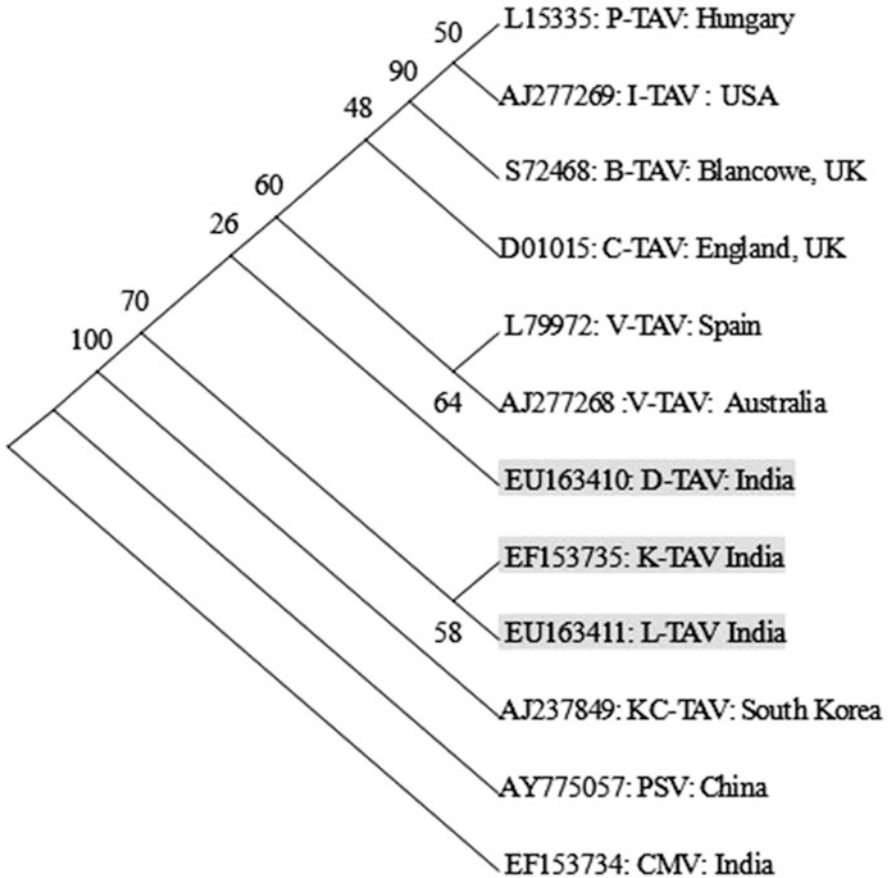 50
L15335: P-TAV: Hungary
90
AJ277269: I-TAV : USA
48
S72468: B-TAV: Blancowe, UK
60
D01015: C-TAV: England, UK
26
L79972: V-TAV: Spain
70
64
AJ277268 :V-TAV: Australia
100
EU163410: D-TAV: India
EF153735: K-TAV India
58
EU163411: L-TAV India
AJ237849: KC-TAV: South Korea
AY775057: PSV: China
EF153734: CMV: India